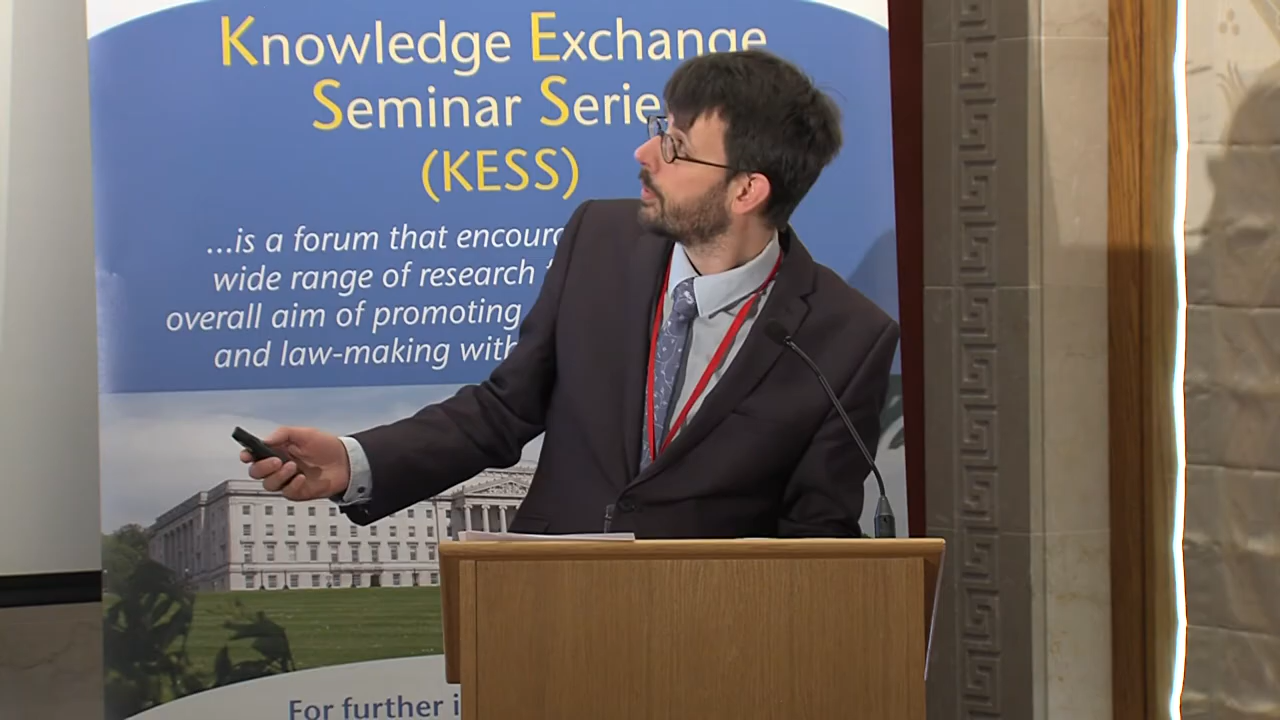 Knowledge Exchange
Seminar Serie
(KESS)
...is a forum that encour
wide range of research
overall aim of promoting
and law-making with
For further i